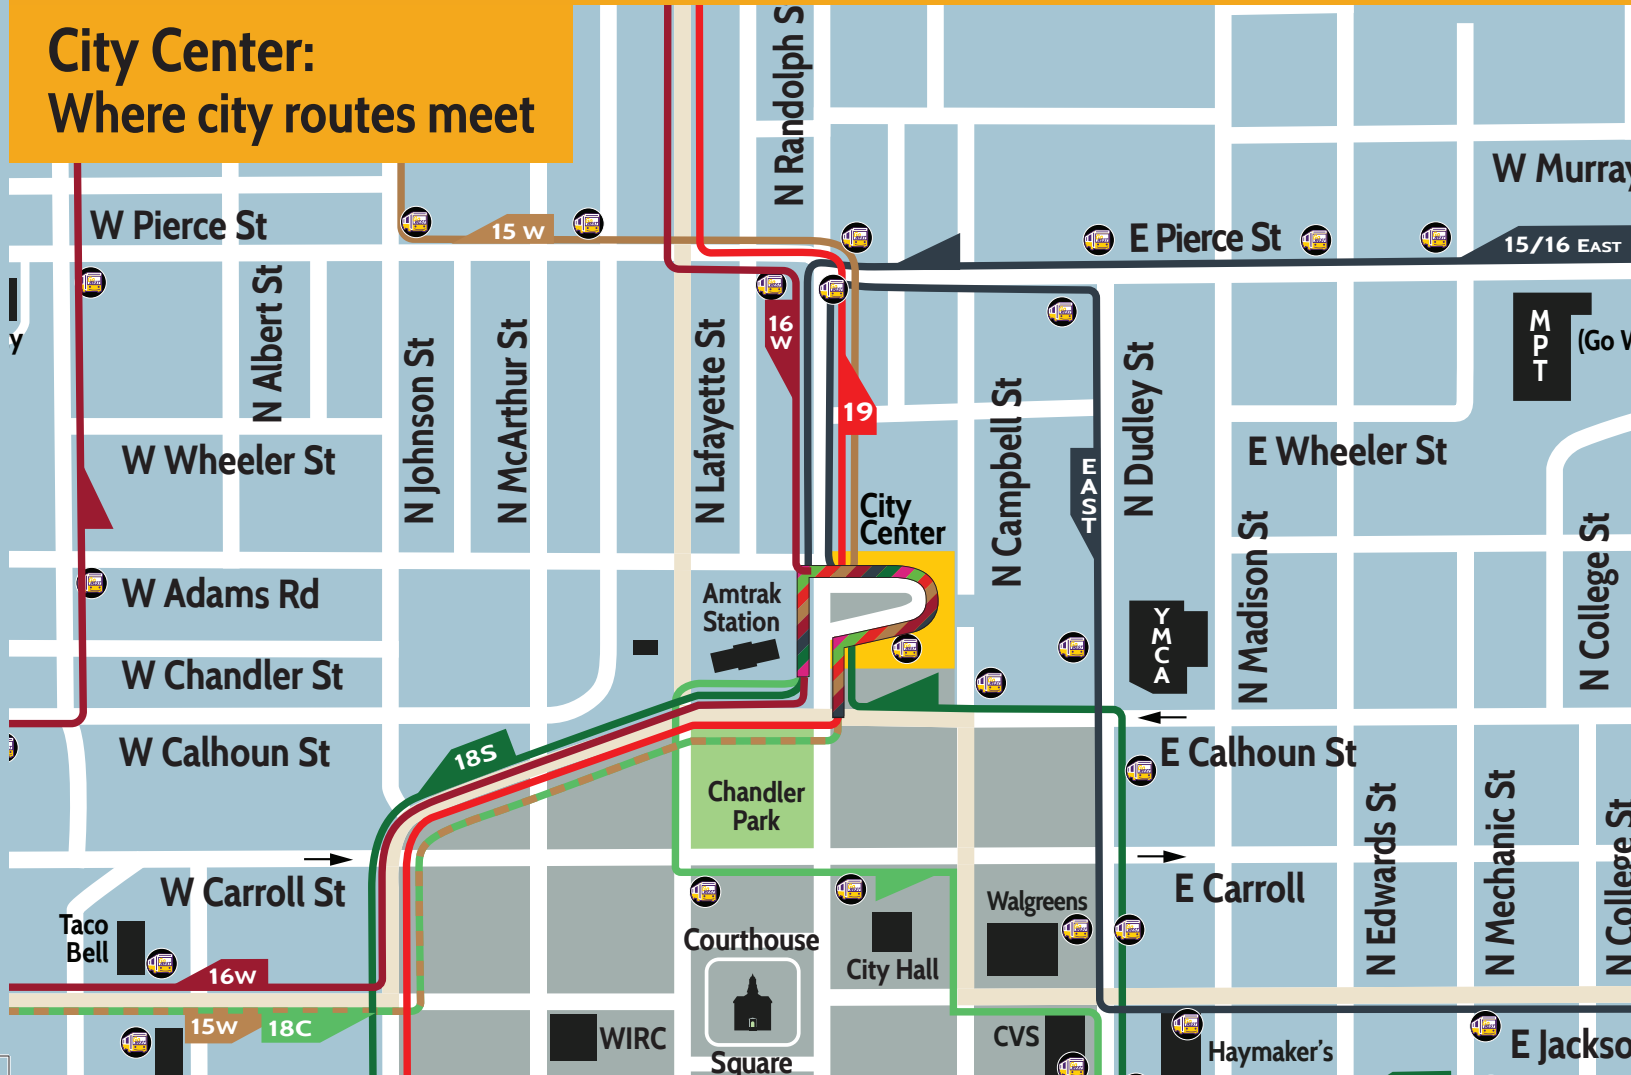 City Center:
Where city routes meet
N Randolph S
W Murray
W Pierce St
15 W
E Pierce St
15/16 EAST
N Albert St
N Johnson St
N McArthur St
N Lafayette St
16
W
19
N Campbell St
N Dudley St
M
P
T
(Go W
y
W Wheeler St
E Wheeler St
E
A
S
T
City
Center
N Madison St
N College St
W Adams Rd
Amtrak
Station
Y
M
C
A
W Chandler St
W Calhoun St
18S
E Calhoun St
Chandler
Park
N Edwards St
N Mechanic St
N College St
W Carroll St
E Carroll
Taco
Bell
Walgreens
Courthouse
City Hall
16W
15W
18C
WIRC
CVS
Haymaker's
E Jackso
Square